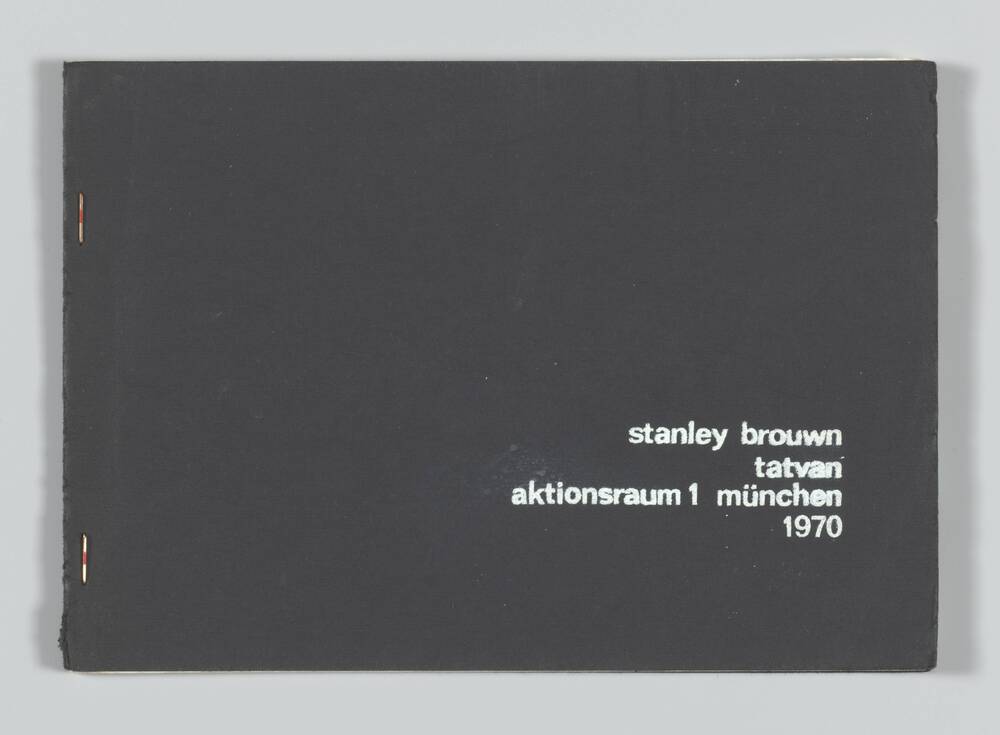 stanley brouwn
tatvan
aktionsraum 1 münchen
1970